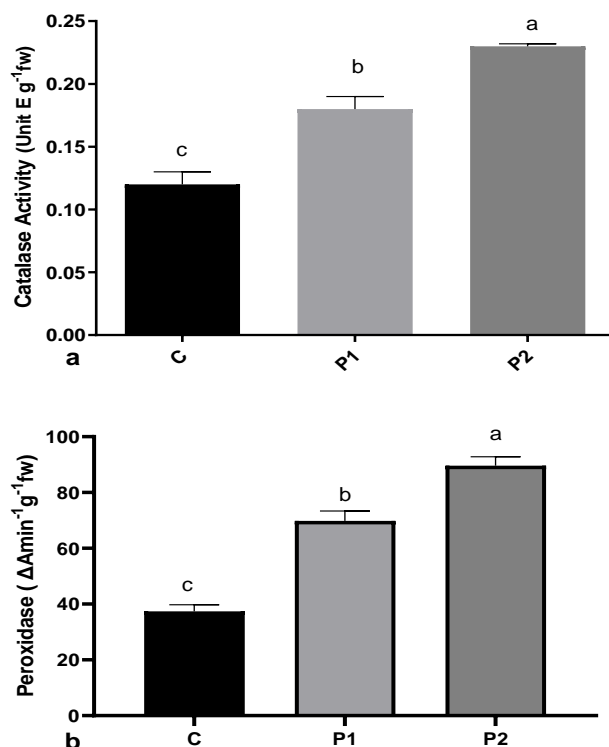 Catalase Activity (Unit E g⁻¹fw)
0.25
0.20
0.15
0.10
0.05
0.00
c
b
a
C
P1
P2
a
Peroxidase ( ΔAmin⁻¹g⁻¹fw)
100
80
60
40
20
0
c
b
a
C
P1
P2
b